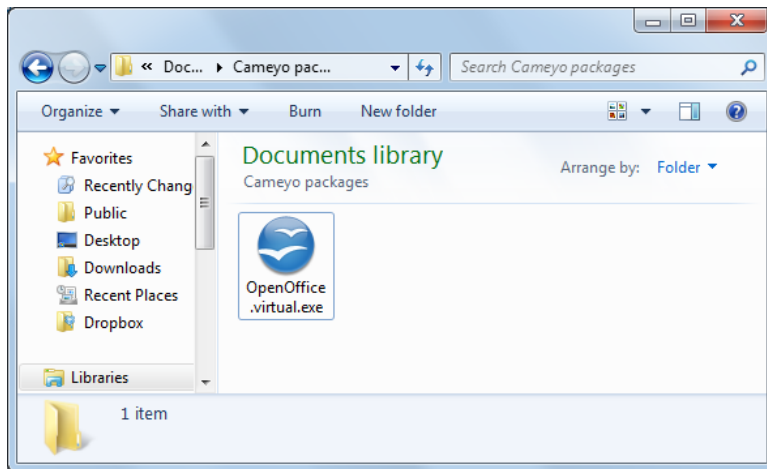 « Doc... Cameyo pac...
Search Cameyo packages
Organize
Share with
Burn
New folder
Favorites
Recently Chang
Public
Desktop
Downloads
Recent Places
Dropbox
Libraries
Documents library
Cameyo packages
Arrange by: Folder
OpenOffice
.virtual.exe
1 item